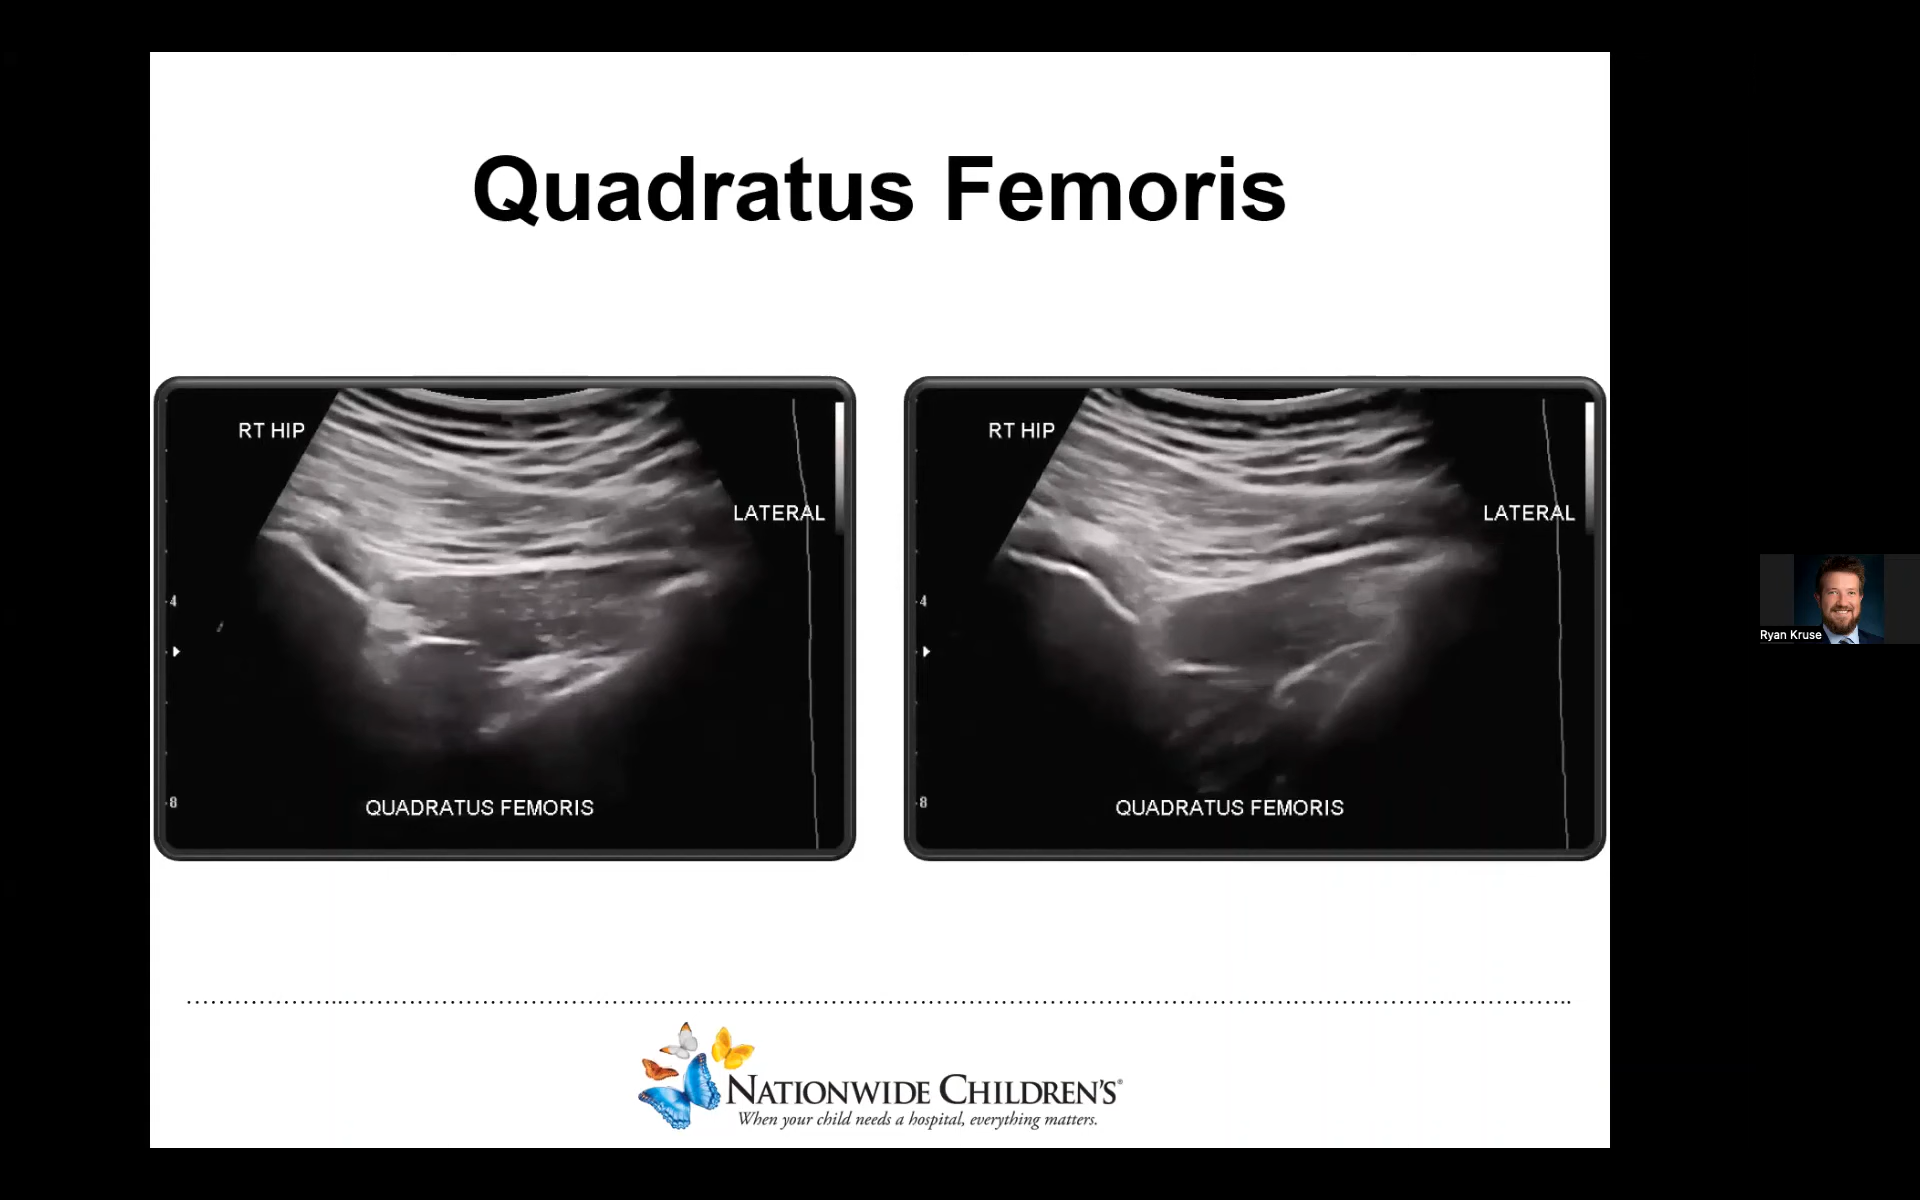 Quadratus Femoris
RT HIP
LATERAL
4
8
QUADRATUS FEMORIS
RT HIP
LATERAL
4
8
QUADRATUS FEMORIS
Ryan Kruse
NATIONWIDE CHILDREN'S®
When your child needs a hospital, everything matters.